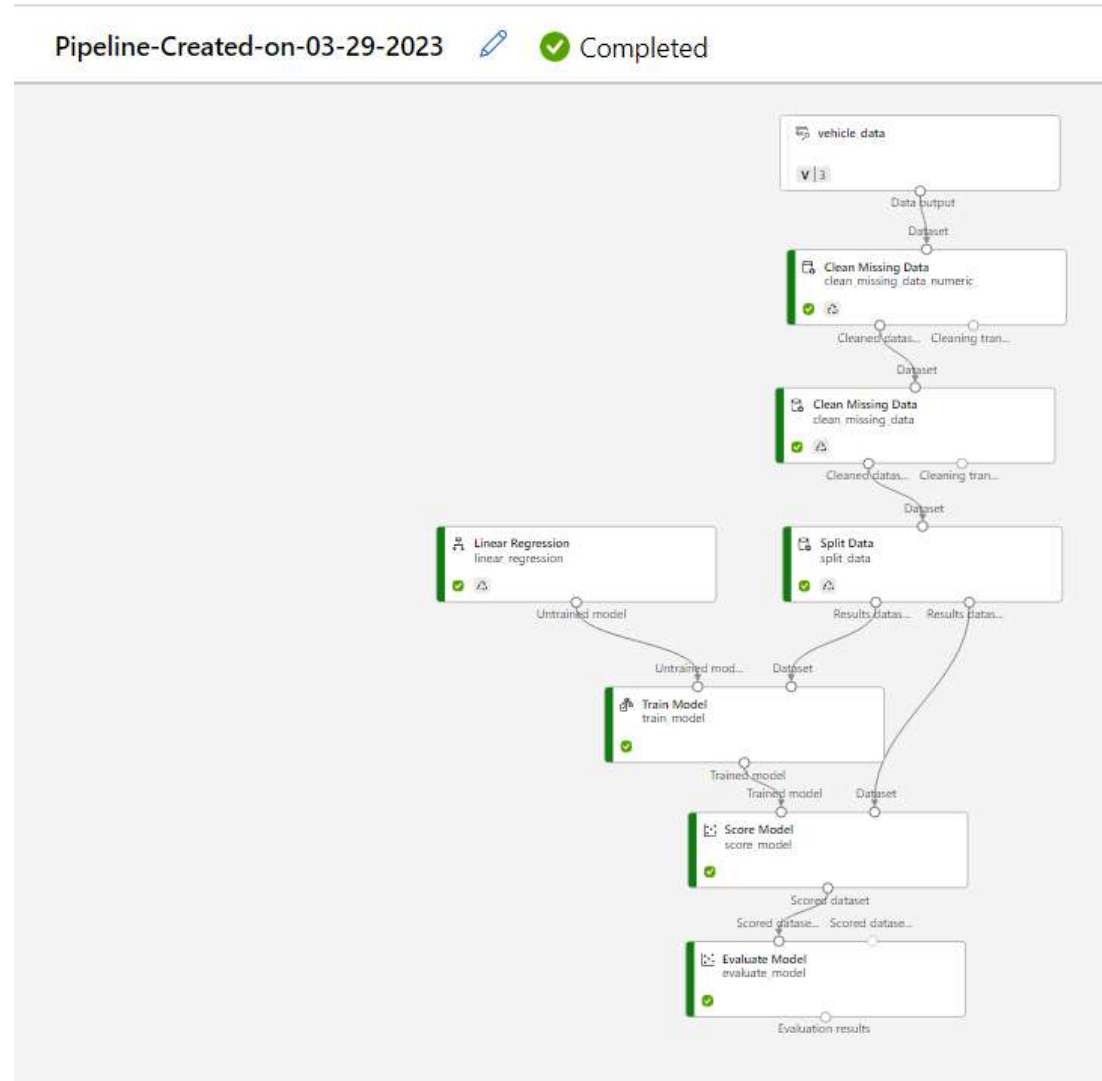 Pipeline-Created-on-03-29-2023 Completed
vehicle_data
V 3
Data output
Dataset
Clean Missing Data
clean_missing_data_numeric
Cleaned datas... Cleaning tran...
Dataset
Clean Missing Data
clean_missing_data
Cleaned datas... Cleaning tran...
Dataset
Linear Regression
linear_regression
Untrained model
Split Data
split_data
Results datas... Results datas...
Untrained mod... Dataset
Train Model
train_model
Trained model
Trained model Dataset
Score Model
score_model
Scored dataset
Scored datase... Scored datase...
Evaluate Model
evaluate_model
Evaluation results